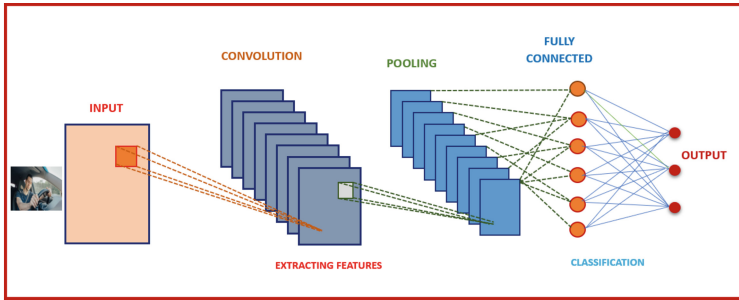 INPUT
CONVOLUTION
EXTRACTING FEATURES
POOLING
FULLY
CONNECTED
CLASSIFICATION
OUTPUT